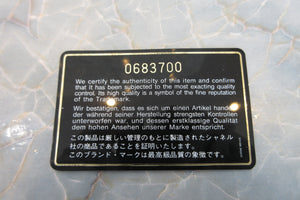 0683700
We certify the authenticity of this item and confirm
that it has been subjected to the most exacting quality
control. Its high quality is a symbol of the fine reputation
of the Trademark.
Wir bestätigen, dass es sich um einen Artikel handelt
der während seiner Herstellung strengsten Kontrollen
unterworfen war, und dessen erstklassige Qualität
dem hohen Ansehen unserer Marke entspricht.
この製品は厳しい管理のもとに製造されたシャネル
社の商品であることを証明いたします。
このブランド・マークは最高級品質の象徴です。